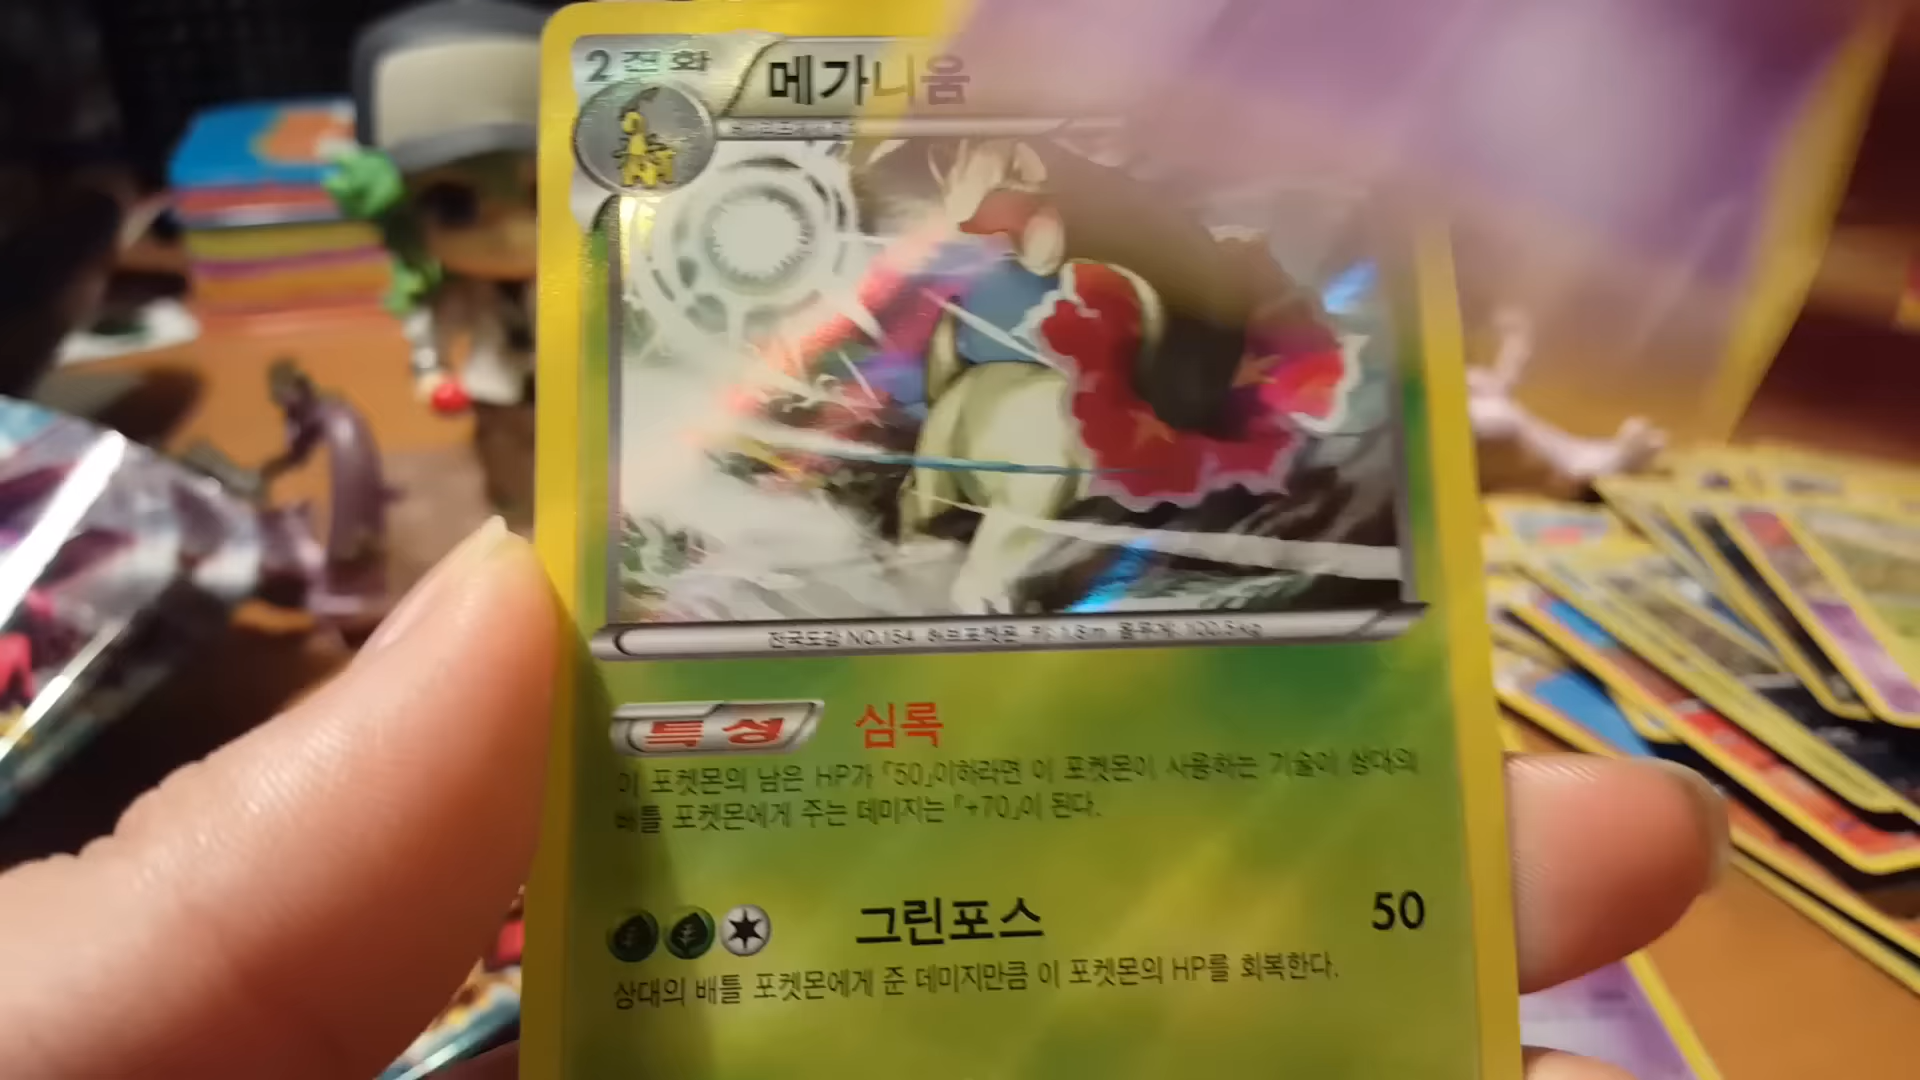 2진화
메가니움
전국도감 NO.154 허브포켓몬 키: 1.8m 몸무게: 100.5kg
특성 심록
이 포켓몬의 남은 HP가 「50」이하라면 이 포켓몬이 사용하는 기술이 상대의
배틀 포켓몬에게 주는 데미지는 「+70」이 된다.
그린포스 50
상대의 배틀 포켓몬에게 준 데미지만큼 이 포켓몬의 HP를 회복한다.